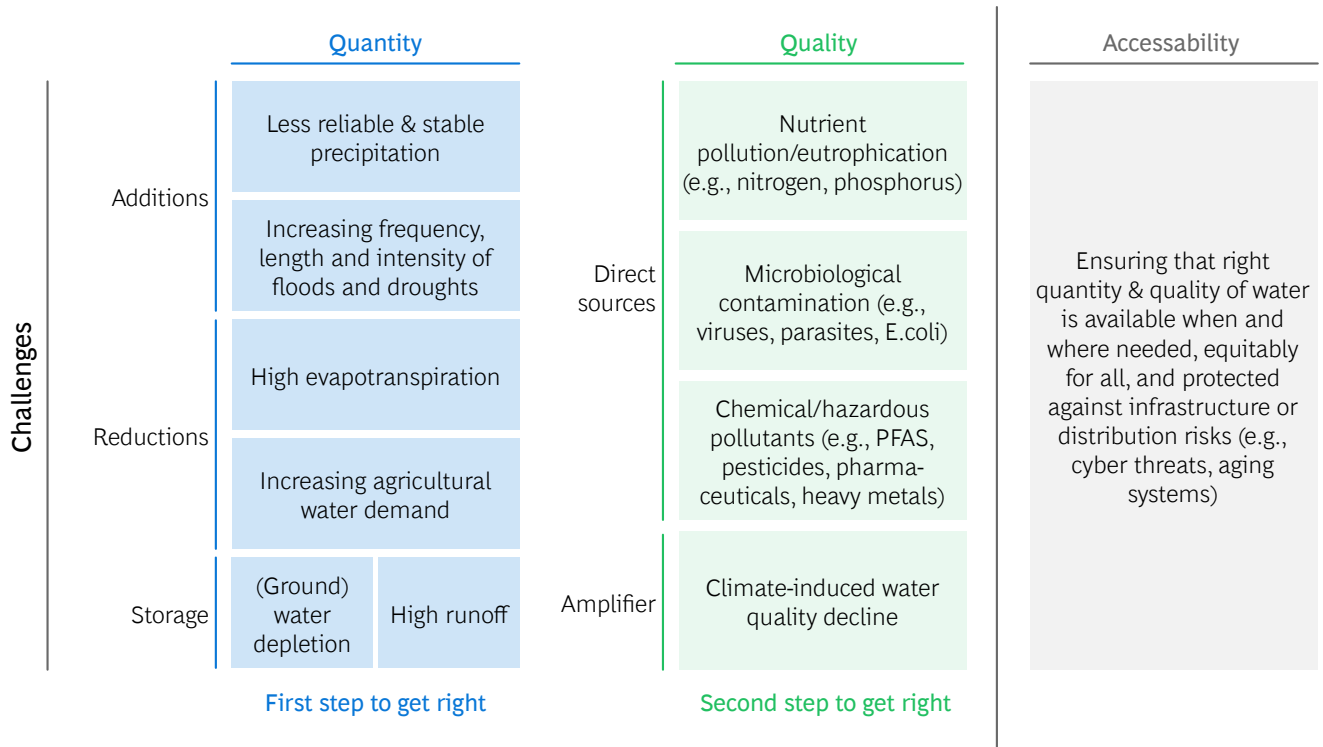 Quantity
Quality
Accessability
Challenges
Additions
Less reliable & stable
precipitation
Increasing frequency,
length and intensity of
floods and droughts
Reductions
High evapotranspiration
Increasing agricultural
water demand
Storage
(Ground)
water
depletion
High runoff
First step to get right
Direct
sources
Nutrient
pollution/eutrophication
(e.g., nitrogen, phosphorus)
Microbiological
contamination (e.g.,
viruses, parasites, E.coli)
Chemical/hazardous
pollutants (e.g., PFAS,
pesticides, pharma-
ceuticals, heavy metals)
Amplifier
Climate-induced water
quality decline
Second step to get right
Ensuring that right
quantity & quality of water
is available when and
where needed, equitably
for all, and protected
against infrastructure or
distribution risks (e.g.,
cyber threats, aging
systems)